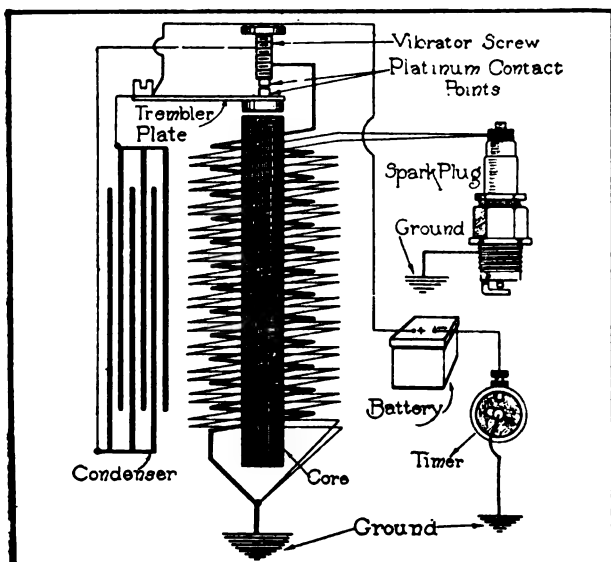 Vibrator Screw
Platinum Contact
Points
Trembler
Plate
Spark Plug
Ground
+ -
Battery
Timer
Condenser
Core
Ground